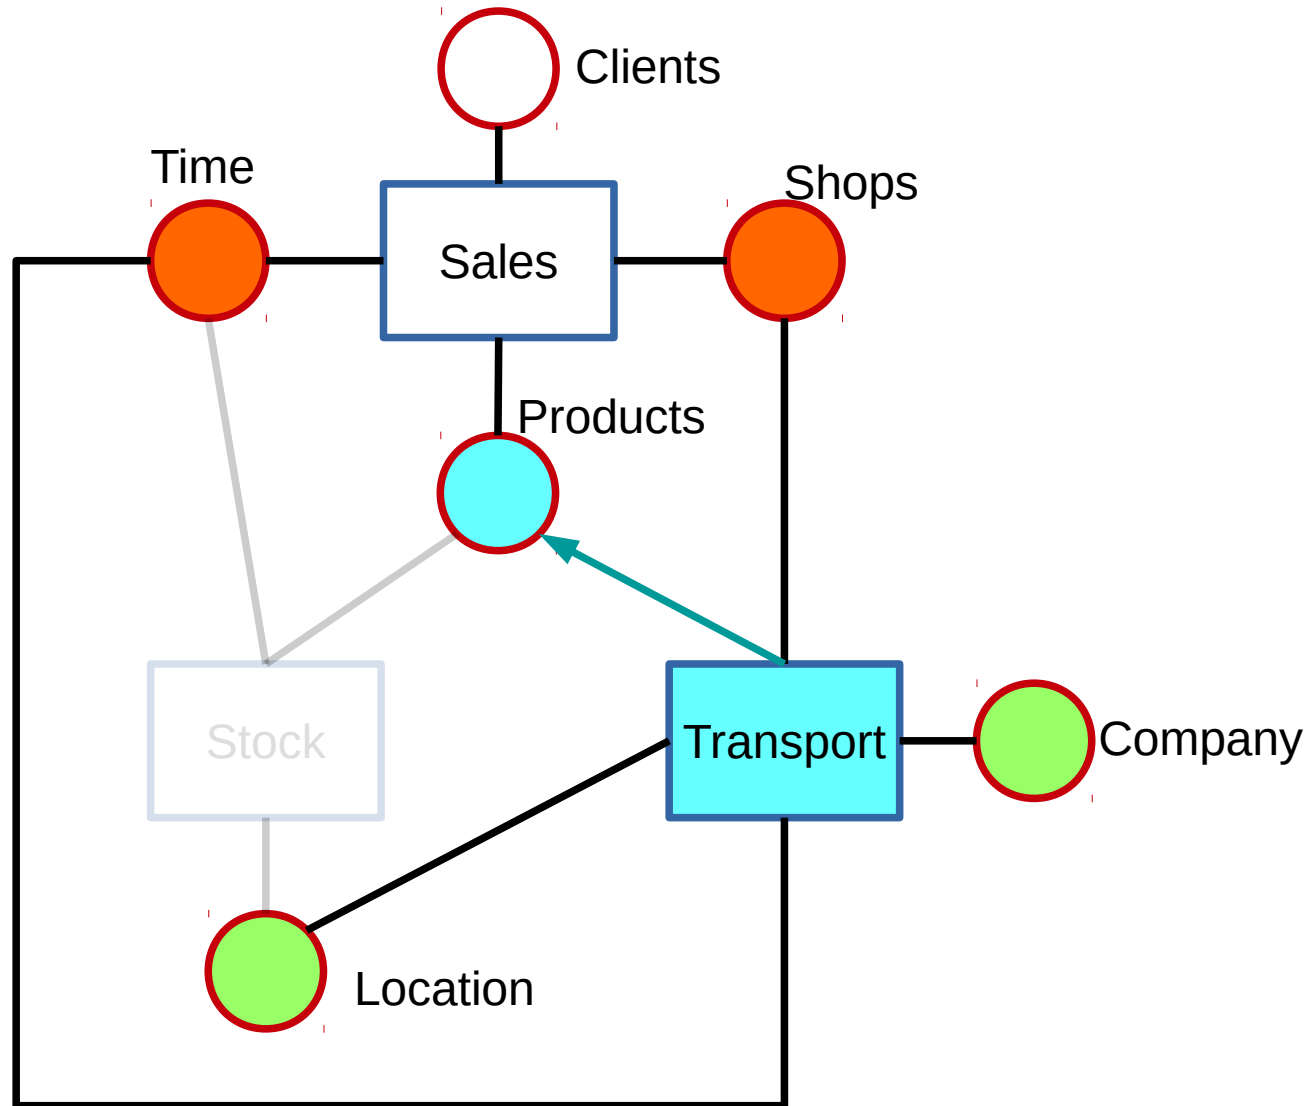 Clients
Time
Shops
Sales
Products
Stock
Transport
Company
Location